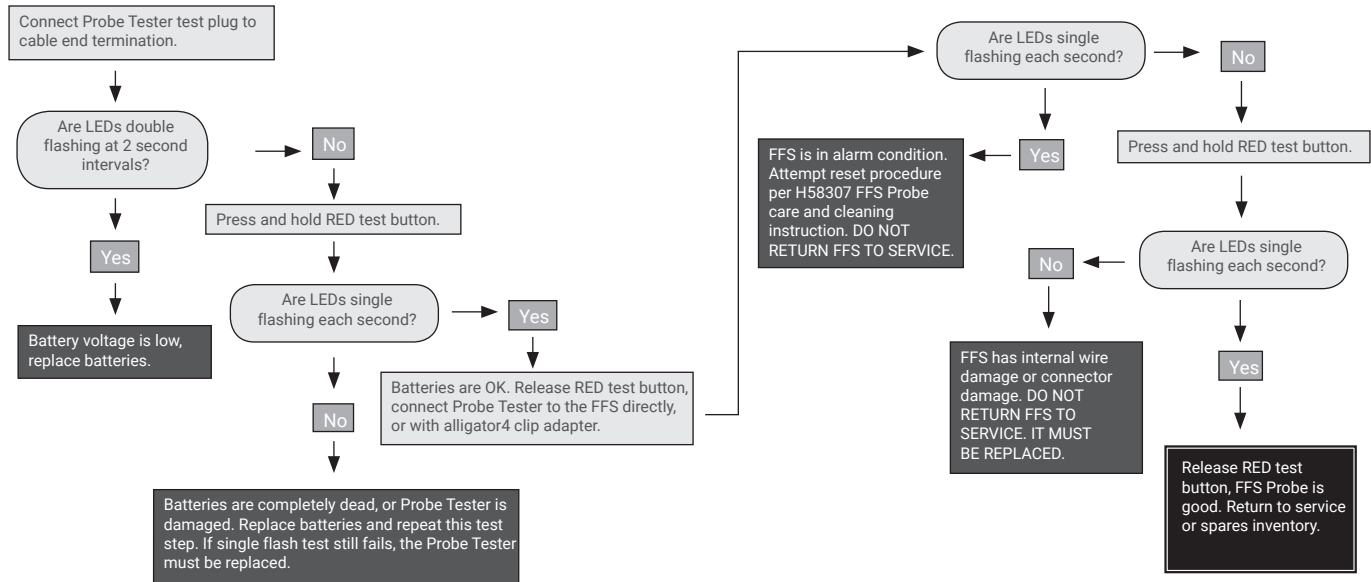 Connect Probe Tester test plug to
cable end termination.
Are LEDs double
flashing at 2 second
intervals?
No
Press and hold RED test button.
Yes
Battery voltage is low,
replace batteries.
Are LEDs single
flashing each second?
Yes
Batteries are OK. Release RED test button,
connect Probe Tester to the FFS directly,
or with alligator4 clip adapter.
No
Batteries are completely dead, or Probe Tester is
damaged. Replace batteries and repeat this test
step. If single flash test still fails, the Probe Tester
must be replaced.
Are LEDs single
flashing each second?
No
Yes
FFS is in alarm condition.
Attempt reset procedure
per H58307 FFS Probe
care and cleaning
instruction. DO NOT
RETURN FFS TO SERVICE.
Press and hold RED test button.
Are LEDs single
flashing each second?
No
FFS has internal wire
damage or connector
damage. DO NOT
RETURN FFS TO
SERVICE. IT MUST
BE REPLACED.
Yes
Release RED test
button, FFS Probe is
good. Return to service
or spares inventory.